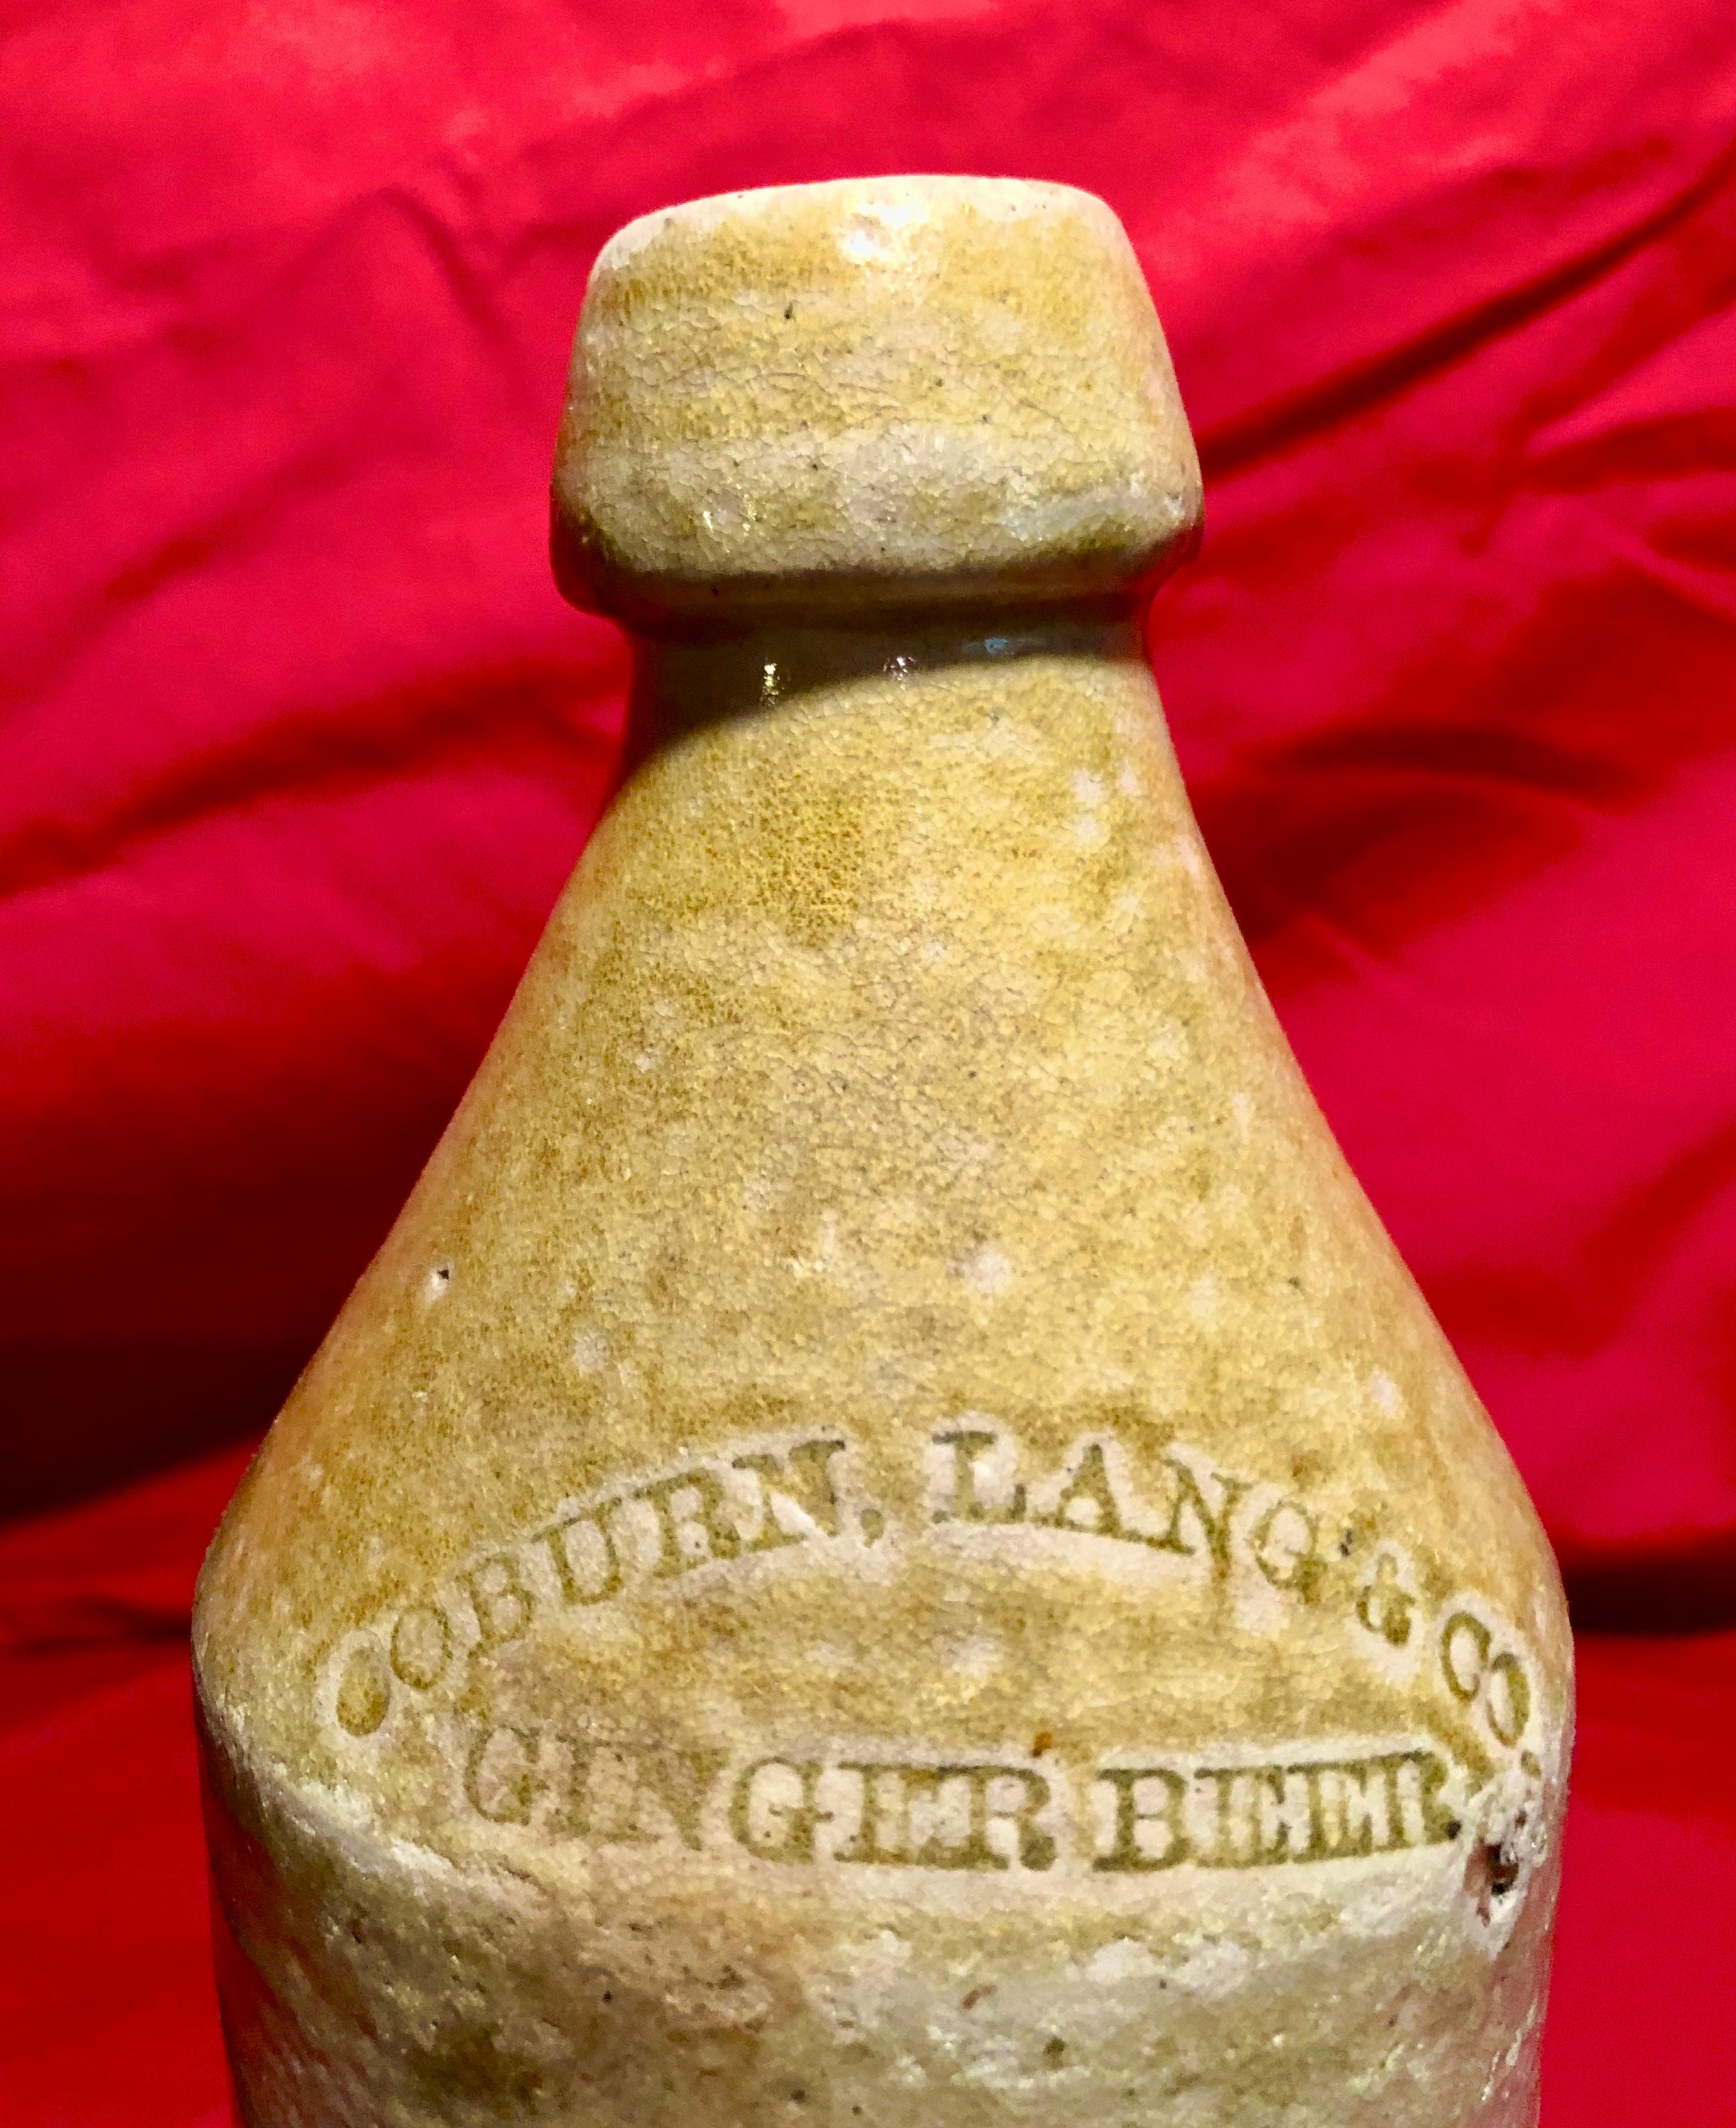 COBURN, LANG & CO.
GINGER BEER.